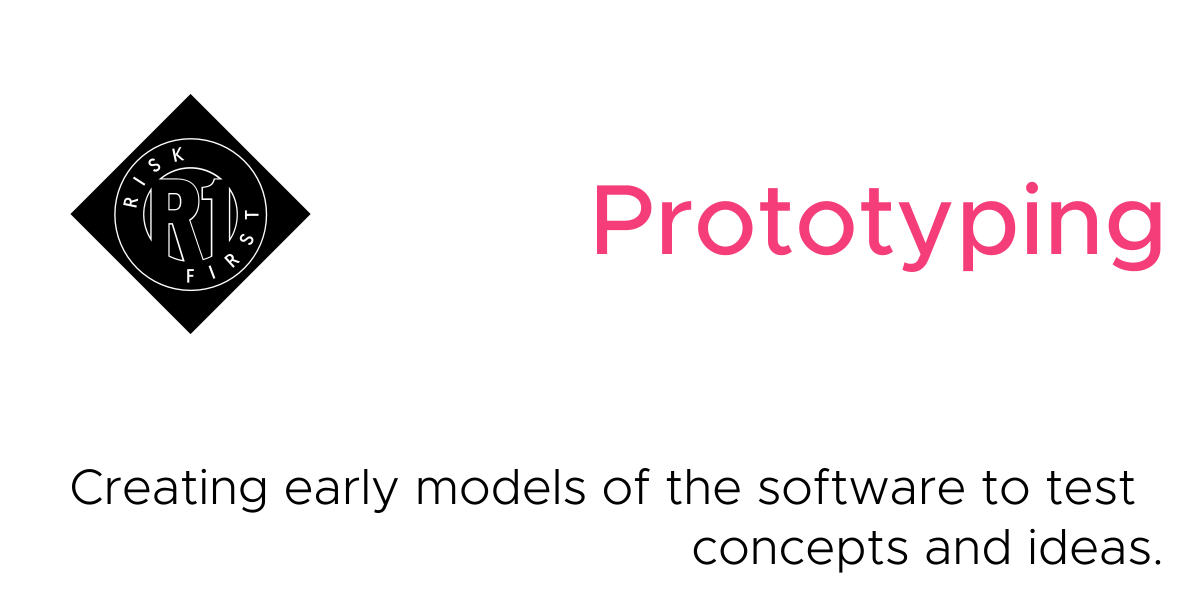 RISK
R1
FIRST
Prototyping
Creating early models of the software to test
concepts and ideas.